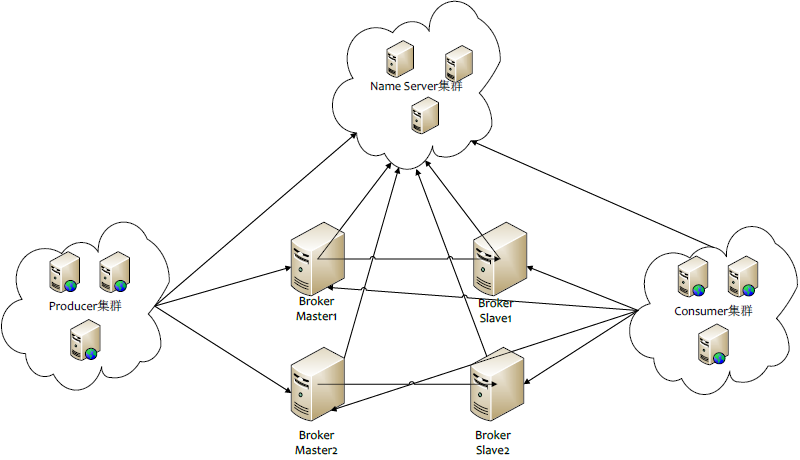 Name Server集群
Producer集群
Broker
Master1
Broker
Slave1
Consumer集群
Broker
Master2
Broker
Slave2